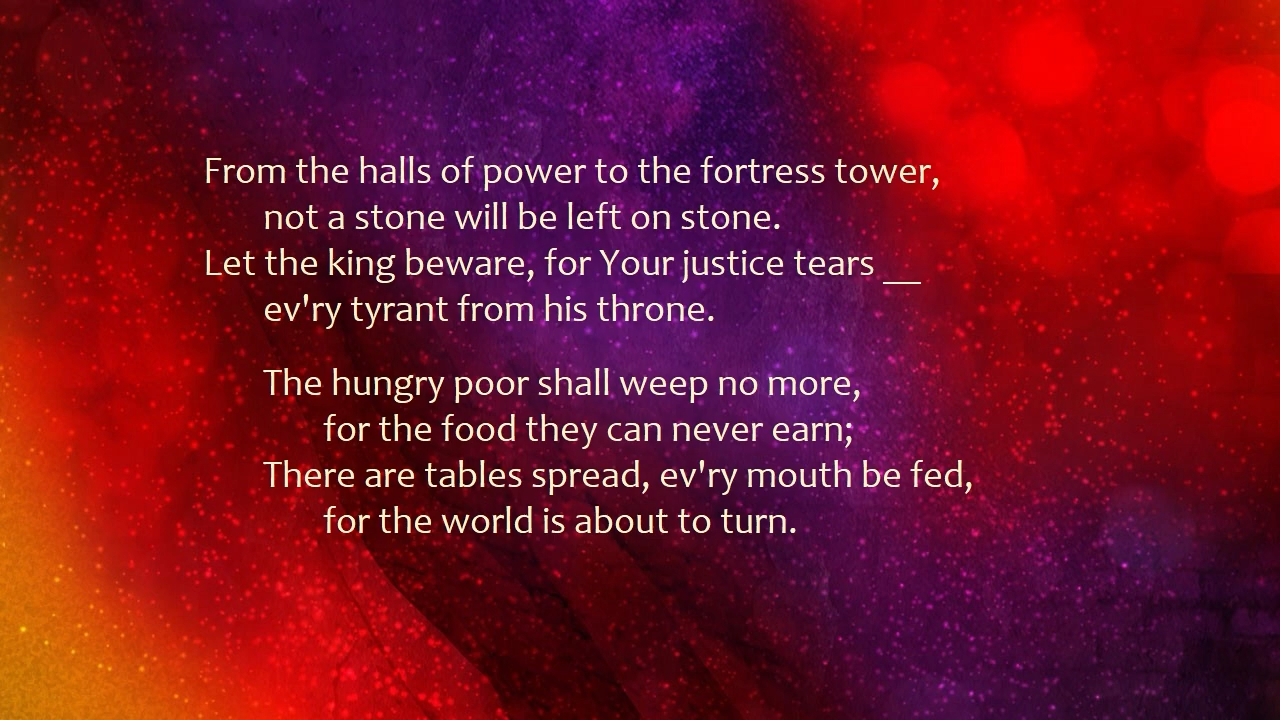 From the halls of power to the fortress tower,
not a stone will be left on stone.
Let the king beware, for Your justice tears __
ev'ry tyrant from his throne.
The hungry poor shall weep no more,
for the food they can never earn;
There are tables spread, ev'ry mouth be fed,
for the world is about to turn.